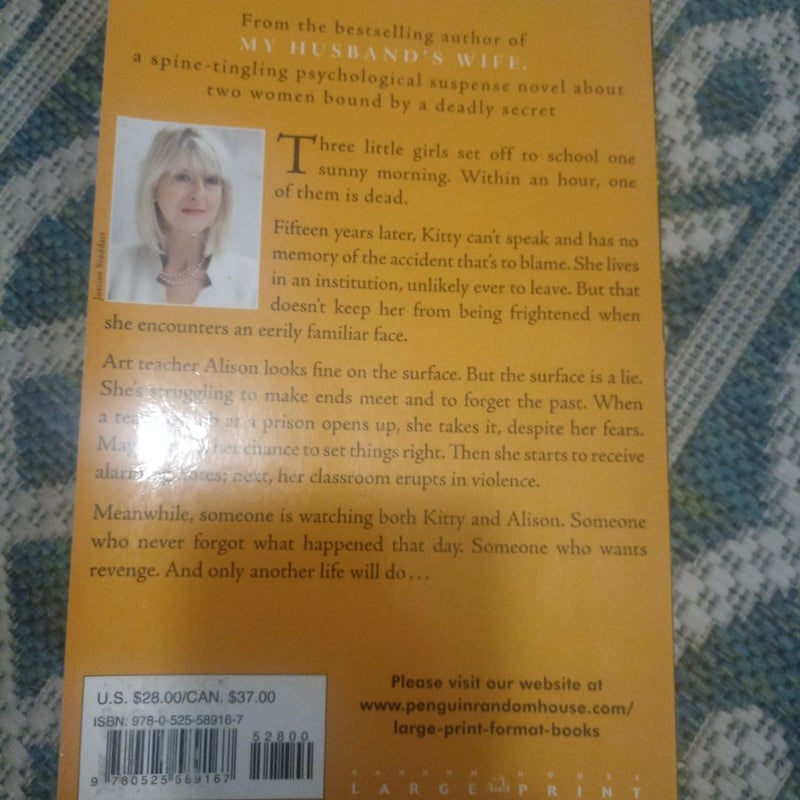 From the bestselling author of
MY HUSBAND'S WIFE,
a spine-tingling psychological suspense novel about
two women bound by a deadly secret
Three little girls set off to school one
sunny morning. Within an hour, one
of them is dead.
Fifteen years later, Kitty can't speak and has no
memory of the accident that's to blame. She lives
in an institution, unlikely ever to leave. But that
doesn't keep her from being frightened when
she encounters an eerily familiar face.
Justine Stoddart
Art teacher Alison looks fine on the surface. But the surface is a lie.
She's struggling to make ends meet and to forget the past. When
a at a prison opens up, she takes it, despite her fears.
her chance to set things right. Then she starts to receive
notes; next, her classroom erupts in violence.
Meanwhile, someone is watching both Kitty and Alison. Someone
who never forgot what happened that day. Someone who wants
revenge. And only another life will do...
U.S. $28.00/CAN. $37.00
ISBN: 978-0-525-58916-7
52800
9 780525 589167
Please visit our website at
www.penguinrandomhouse.com/
large-print-format-books
RANDOM HOUSE
LARGE PRINT